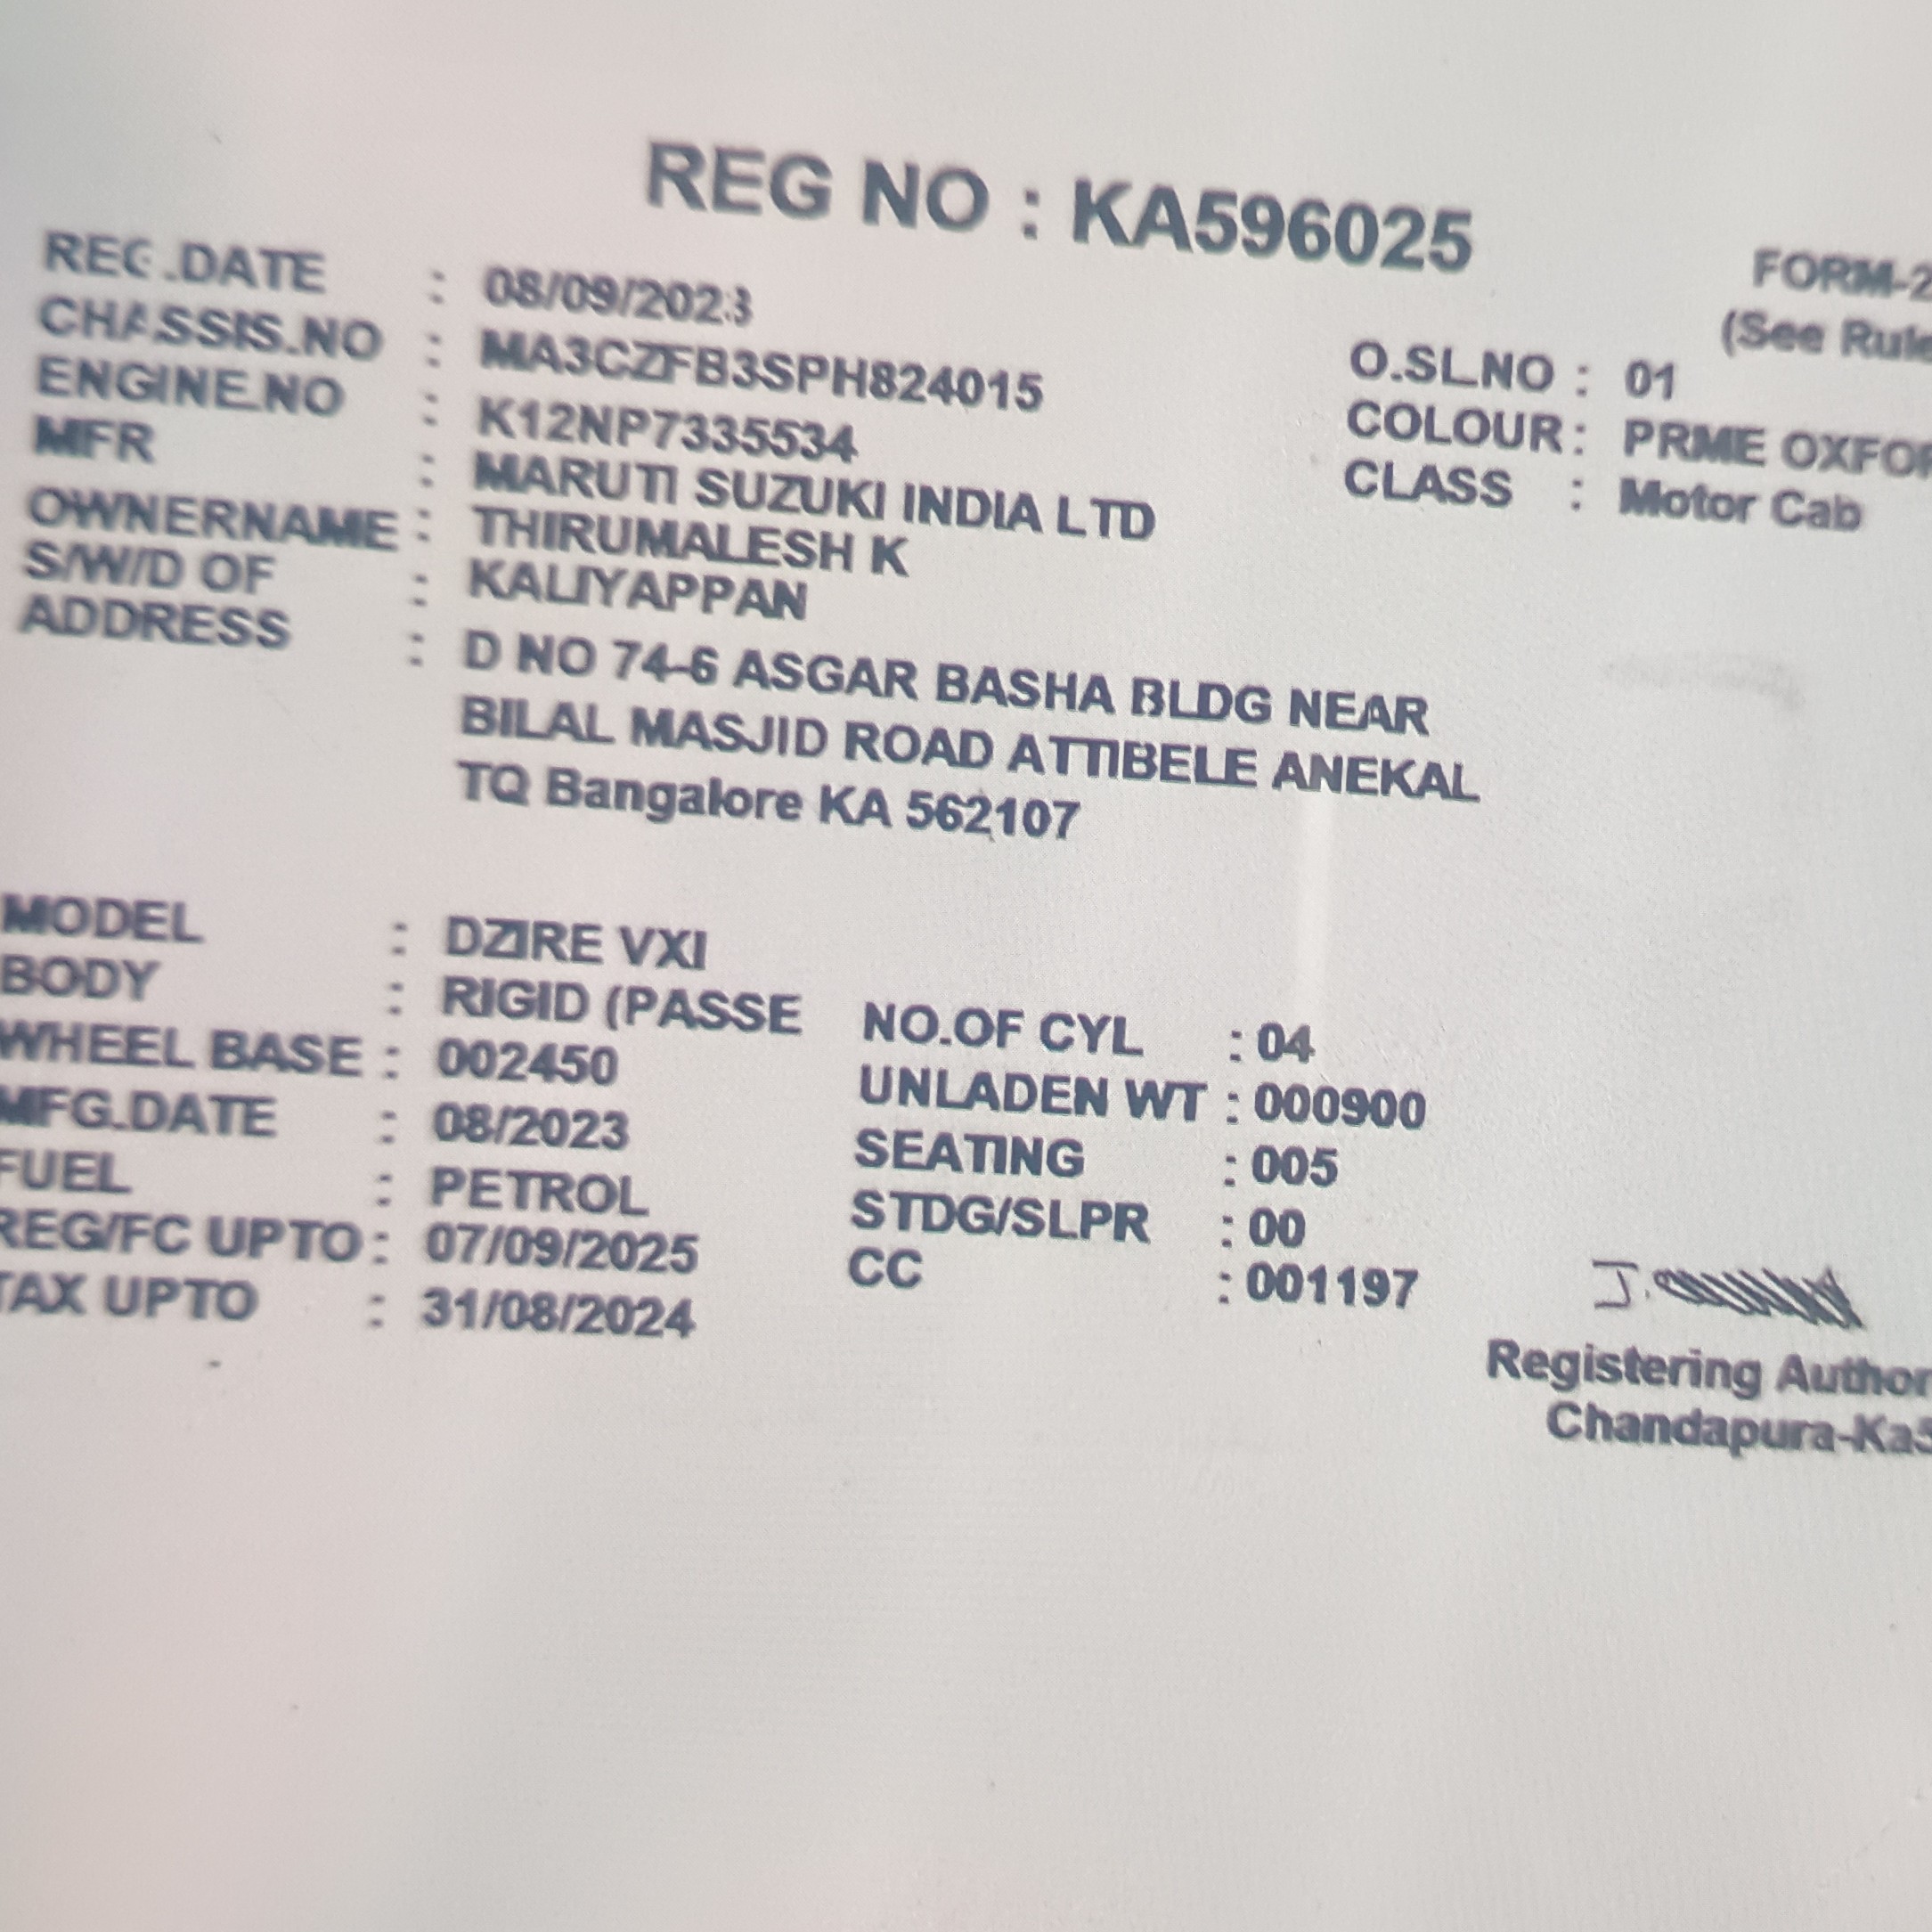 REG NO : KA596025
FORM-2
(See Rule
REG.DATE : 08/09/2023
CHASSIS.NO : MA3CZFB3SPH824015
O.SL.NO : 01
ENGINE.NO : K12NP7335534
COLOUR : PRME OXFOR
MFR : MARUTI SUZUKI INDIA LTD
CLASS : Motor Cab
OWNERNAME : THIRUMALESH K
S/W/D OF : KALIYAPPAN
ADDRESS : D NO 74-6 ASGAR BASHA BLDG NEAR
BILAL MASJID ROAD ATTIBELE ANEKAL
TQ Bangalore KA 562107
MODEL : DZIRE VXI
BODY : RIGID (PASSE NO.OF CYL : 04
WHEEL BASE : 002450 UNLADEN WT : 000900
MFG.DATE : 08/2023 SEATING : 005
FUEL : PETROL STDG/SLPR : 00
REG/FC UPTO : 07/09/2025 CC : 001197
TAX UPTO : 31/08/2024
Registering Author
Chandapura-Ka5